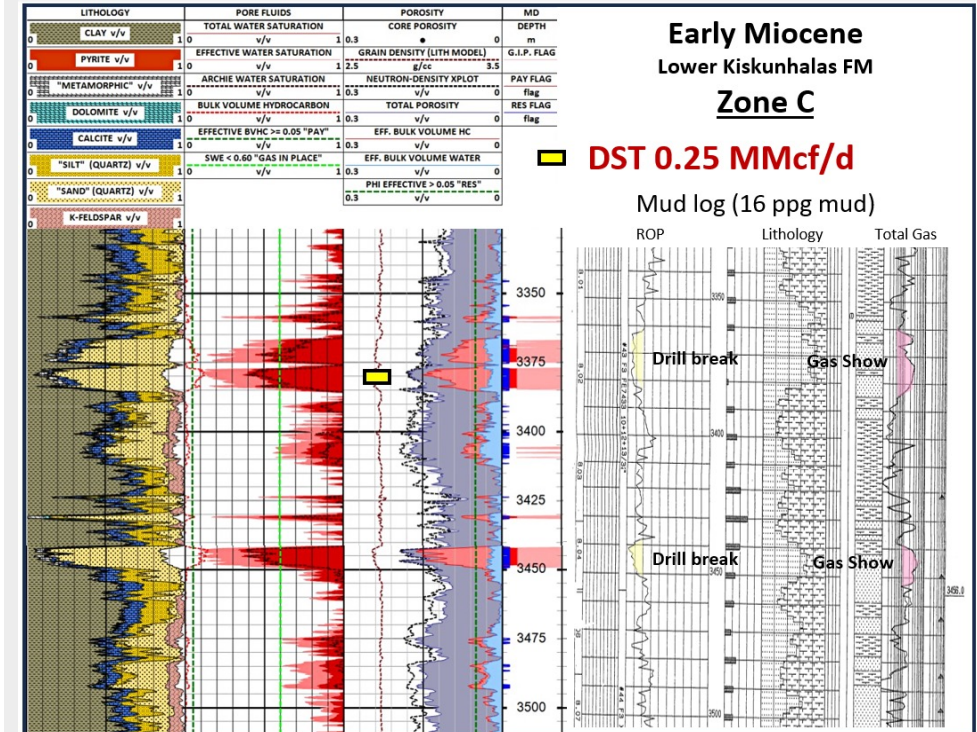 LITHOLOGY
PORE FLUIDS
POROSITY
MD
CLAY v/v
0 1
TOTAL WATER SATURATION
0 v/v 1
CORE POROSITY
0.3 • 0
DEPTH
m
PYRITE v/v
0 1
EFFECTIVE WATER SATURATION
0 v/v 1
GRAIN DENSITY (LITH MODEL)
2.5 g/cc 3.5
G.I.P. FLAG
"METAMORPHIC" v/v
0 1
ARCHIE WATER SATURATION
0 v/v 1
NEUTRON-DENSITY XPLOT
0.3 v/v 0
PAY FLAG
flag
DOLOMITE v/v
0 1
BULK VOLUME HYDROCARBON
0 v/v 1
TOTAL POROSITY
0.3 v/v 0
RES FLAG
flag
CALCITE v/v
0 1
EFFECTIVE BVHC >= 0.05 "PAY"
0 v/v 1
EFF. BULK VOLUME HC
0.3 v/v 0
"SILT" (QUARTZ) v/v
0 1
SWE < 0.60 "GAS IN PLACE"
0 v/v 1
EFF. BULK VOLUME WATER
0.3 v/v 0
"SAND" (QUARTZ) v/v
0 1
PHI EFFECTIVE > 0.05 "RES"
0.3 v/v 0
K-FELDSPAR v/v
0 1
3350
3375
3400
3425
3450
3475
3500
Early Miocene
Lower Kiskunhalas FM
Zone C
DST 0.25 MMcf/d
Mud log (16 ppg mud)
ROP
Lithology
Total Gas
3350
Drill break
Gas Show
3400
Drill break
Gas Show
3450
3456.0
3500